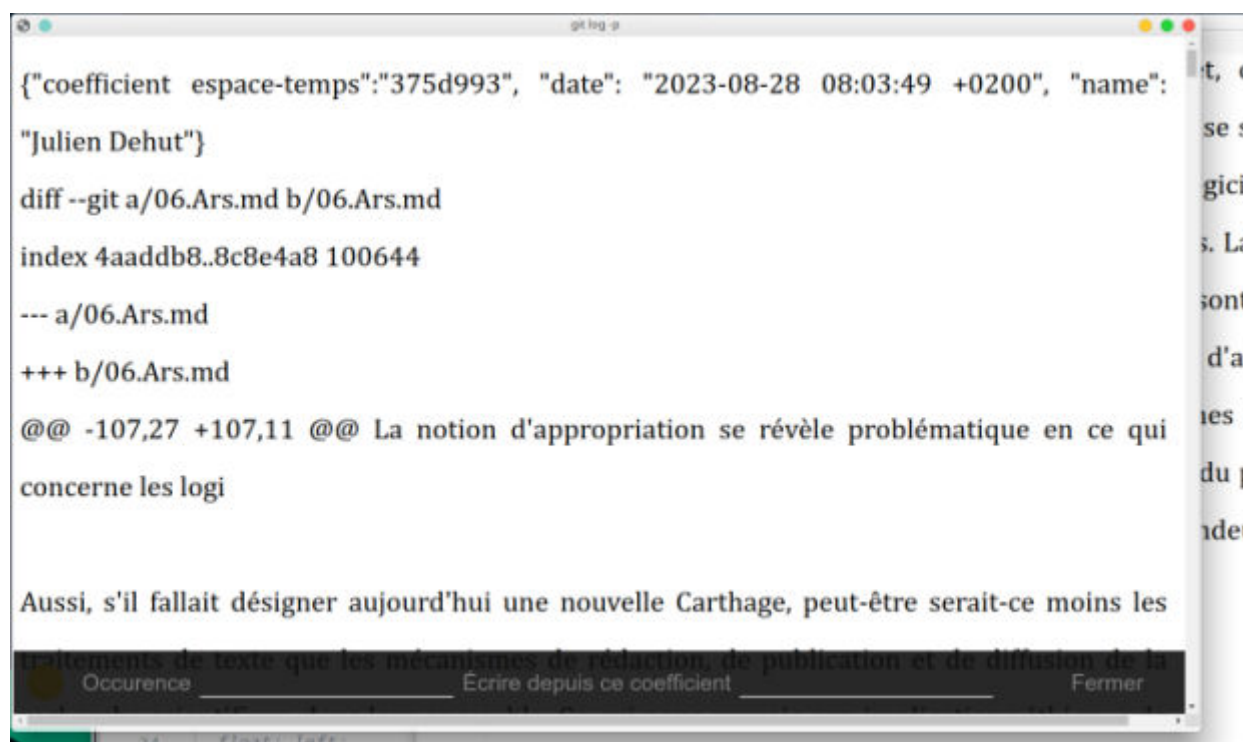 git log -p
{"coefficient espace-temps":"375d993", "date": "2023-08-28 08:03:49 +0200", "name":
"Julien Dehut"}
diff --git a/06.Ars.md b/06.Ars.md
index 4aaddb8..8c8e4a8 100644
--- a/06.Ars.md
+++ b/06.Ars.md
@@ -107,27 +107,11 @@ La notion d'appropriation se révèle problématique en ce qui
concerne les logi
Aussi, s'il fallait désigner aujourd'hui une nouvelle Carthage, peut-être serait-ce moins les
traitements de texte que les mécanismes de rédaction, de publication et de diffusion de la
Occurence Écrire depuis ce coefficient Fermer